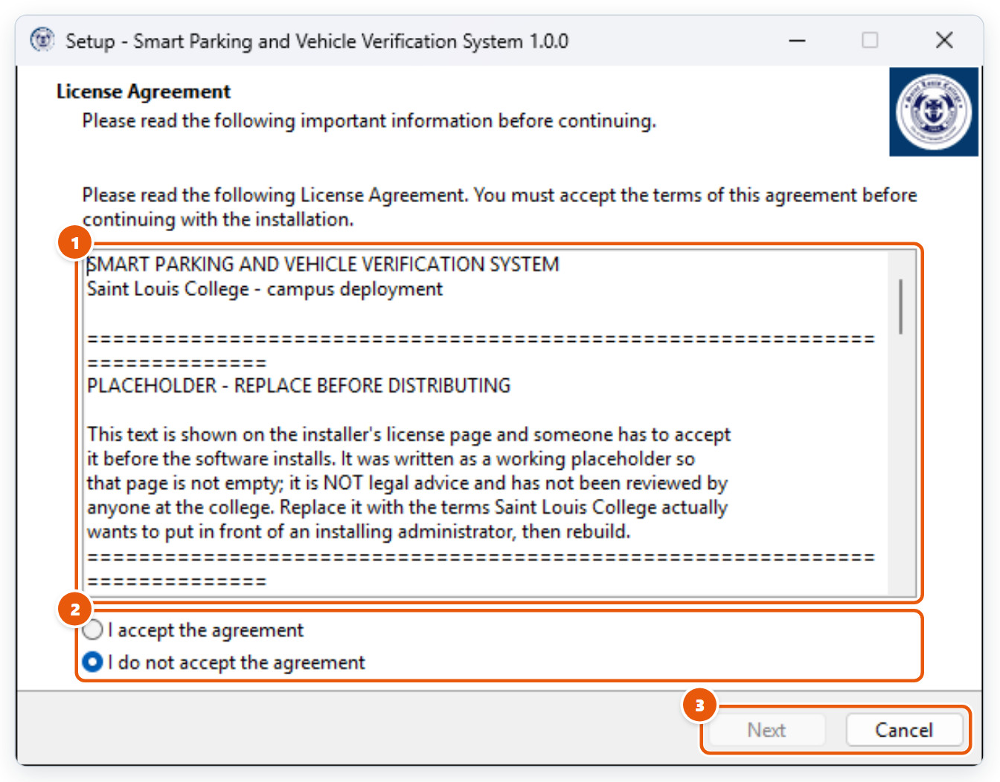 Setup - Smart Parking and Vehicle Verification System 1.0.0
License Agreement
Please read the following important information before continuing.
Please read the following License Agreement. You must accept the terms of this agreement before
continuing with the installation.
1
SMART PARKING AND VEHICLE VERIFICATION SYSTEM
Saint Louis College - campus deployment
==============================================================
==============
PLACEHOLDER - REPLACE BEFORE DISTRIBUTING
This text is shown on the installer's license page and someone has to accept
it before the software installs. It was written as a working placeholder so
that page is not empty; it is NOT legal advice and has not been reviewed by
anyone at the college. Replace it with the terms Saint Louis College actually
wants to put in front of an installing administrator, then rebuild.
==============================================================
==============
2
I accept the agreement
I do not accept the agreement
3
Next
Cancel